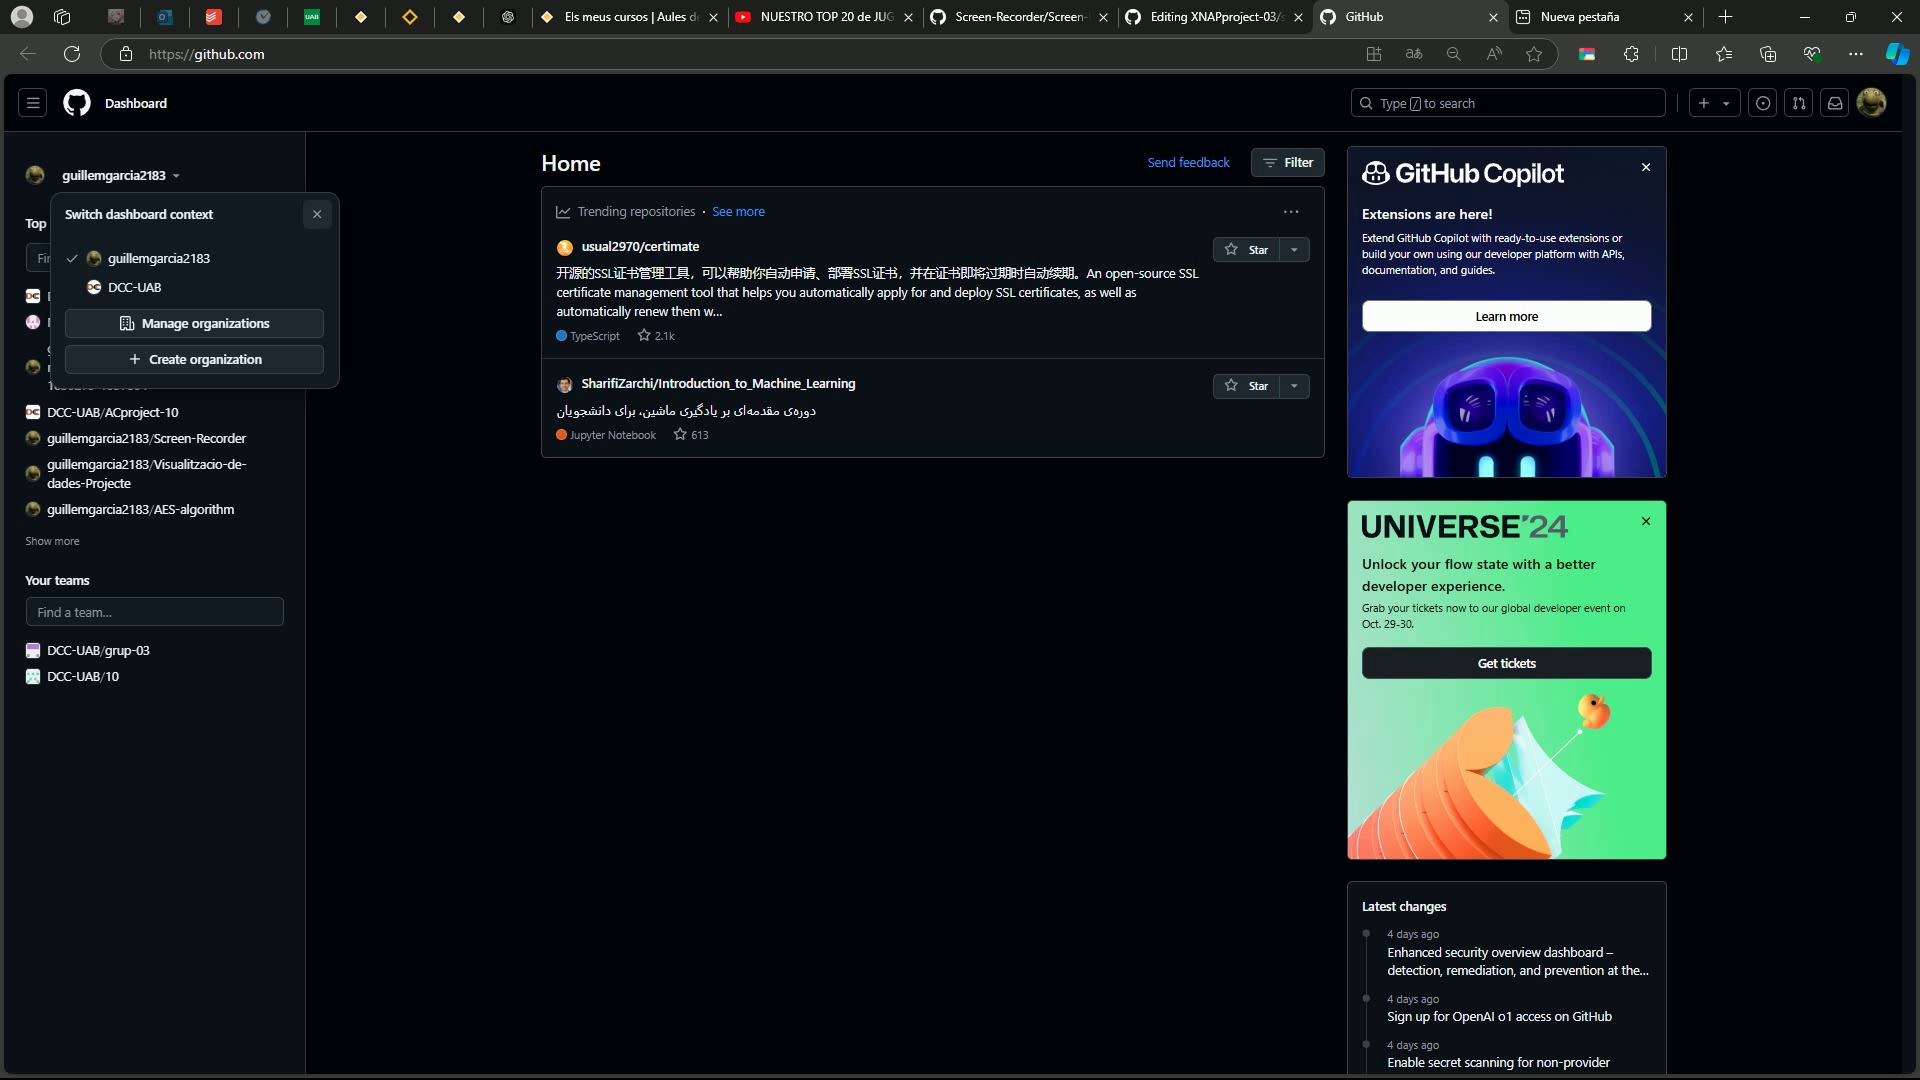 UAB
Els meus cursos | Aules d
NUESTRO TOP 20 de JUG
Screen-Recorder/Screen-
Editing XNAPproject-03/s
GitHub
Nueva pestaña
https://github.com
Dashboard
Type / to search
guillemgarcia2183
Top
Switch dashboard context
guillemgarcia2183
DCC-UAB
Manage organizations
Create organization
DCC-UAB/ACproject-10
guillemgarcia2183/Screen-Recorder
guillemgarcia2183/Visualitzacio-de-
dades-Projecte
guillemgarcia2183/AES-algorithm
Show more
Your teams
Find a team...
DCC-UAB/grup-03
DCC-UAB/10
Home
Send feedback
Filter
Trending repositories · See more
usual2970/certimate
Star
开源的SSL证书管理工具，可以帮助你自动申请、部署SSL证书，并在证书即将过期时自动续期。An open-source SSL
certificate management tool that helps you automatically apply for and deploy SSL certificates, as well as
automatically renew them w...
TypeScript
2.1k
SharifiZarchi/Introduction_to_Machine_Learning
Star
دوره‌ی مقدمه‌ای بر یادگیری ماشین، برای دانشجویان
Jupyter Notebook
613
GitHub Copilot
Extensions are here!
Extend GitHub Copilot with ready-to-use extensions or
build your own using our developer platform with APIs,
documentation, and guides.
Learn more
UNIVERSE'24
Unlock your flow state with a better
developer experience.
Grab your tickets now to our global developer event on
Oct. 29-30.
Get tickets
Latest changes
4 days ago
Enhanced security overview dashboard –
detection, remediation, and prevention at the...
4 days ago
Sign up for OpenAI o1 access on GitHub
4 days ago
Enable secret scanning for non-provider